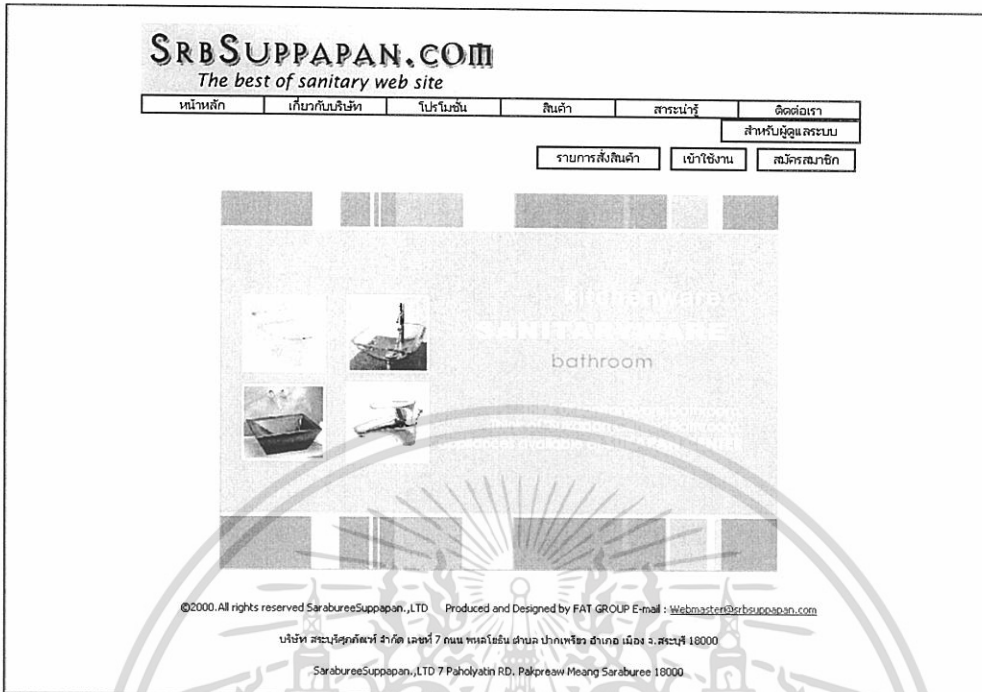 SRBSUPPAPAN.COM
The best of sanitary web site
หน้าหลัก เกี่ยวกับบริษัท โปรโมชั่น สินค้า สาระน่ารู้ ติดต่อเรา
สำหรับผู้ดูแลระบบ
รายการสั่งสินค้า เข้าใช้งาน สมัครสมาชิก
kitchenware
SANITARYWARE
bathroom
©2000.All rights reserved SarabureeSuppapan.,LTD Produced and Designed by FAT GROUP E-mail : Webmaster@srbsuppapan.com
บริษัท สระบุรีศุภภัณฑ์ จำกัด เลขที่ 7 ถนน พหลโยธิน ตำบล ปากเพรียว อำเภอ เมือง จ.สระบุรี 18000
SarabureeSuppapan.,LTD 7 Paholyatin RD. Pakpreaw Meang Saraburee 18000